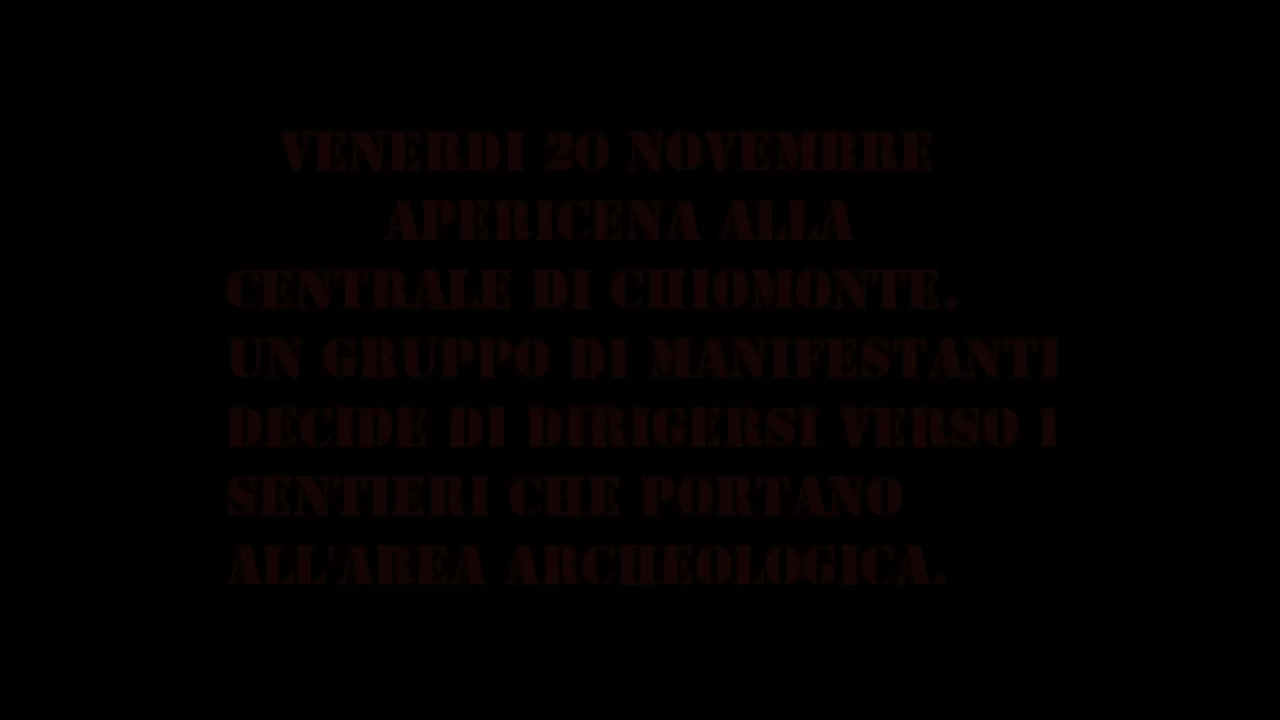 VENERDI 20 NOVEMBRE
APERICENA ALLA
CENTRALE DI CHIOMONTE.
UN GRUPPO DI MANIFESTANTI
DECIDE DI DIRIGERSI VERSO I
SENTIERI CHE PORTANO
ALL'AREA ARCHEOLOGICA.